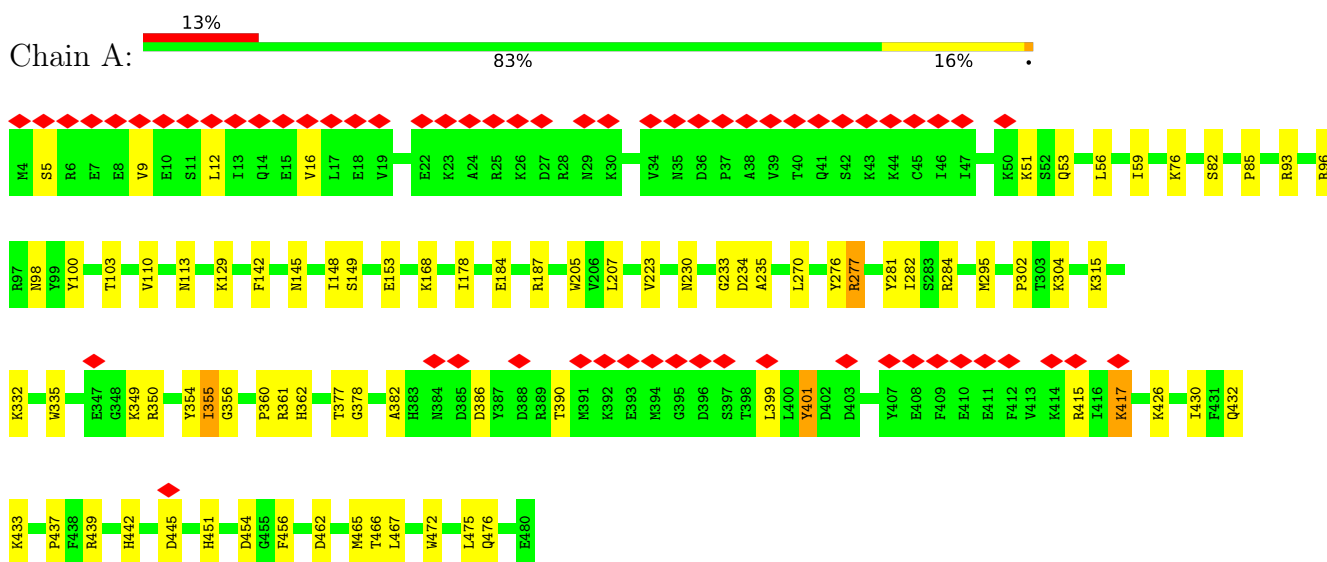 13%
Chain A:
83% 16% •
M4 S5 R6 E7 E8 V9 E10 S11 L12 I13 Q14 E15 V16 L17 E18 V19 E22 K23 A24 R25 K26 D27 R28 N29 K30 V34 N35 D36 P37 A38 V39 T40 Q41 S42 K43 K44 C45 I46 I47 K50 K51 S52 Q53 L56 I59 K76 S82 P85 R93 R96
R97 N98 Y99 Y100 T103 V110 N113 K129 F142 N145 I148 S149 E153 K168 I178 E184 R187 W205 V206 L207 V223 N230 G233 D234 A235 L270 Y276 R277 Y281 I282 S283 R284 M295 P302 T303 K304 K315
K332 W335 E347 G348 K349 R350 Y354 I355 G356 P360 R361 H362 T377 G378 A382 H383 N384 D385 D386 Y387 D388 R389 T390 M391 K392 E393 M394 G395 D396 S397 T398 L399 L400 Y401 D402 D403 Y407 E408 F409 E410 E411 F412 V413 K414 R415 I416 K417 K426 I430 F431 Q432
K433 P437 F438 R439 H442 D445 H451 D454 G455 F456 D462 M465 T466 L467 W472 L475 Q476 E480